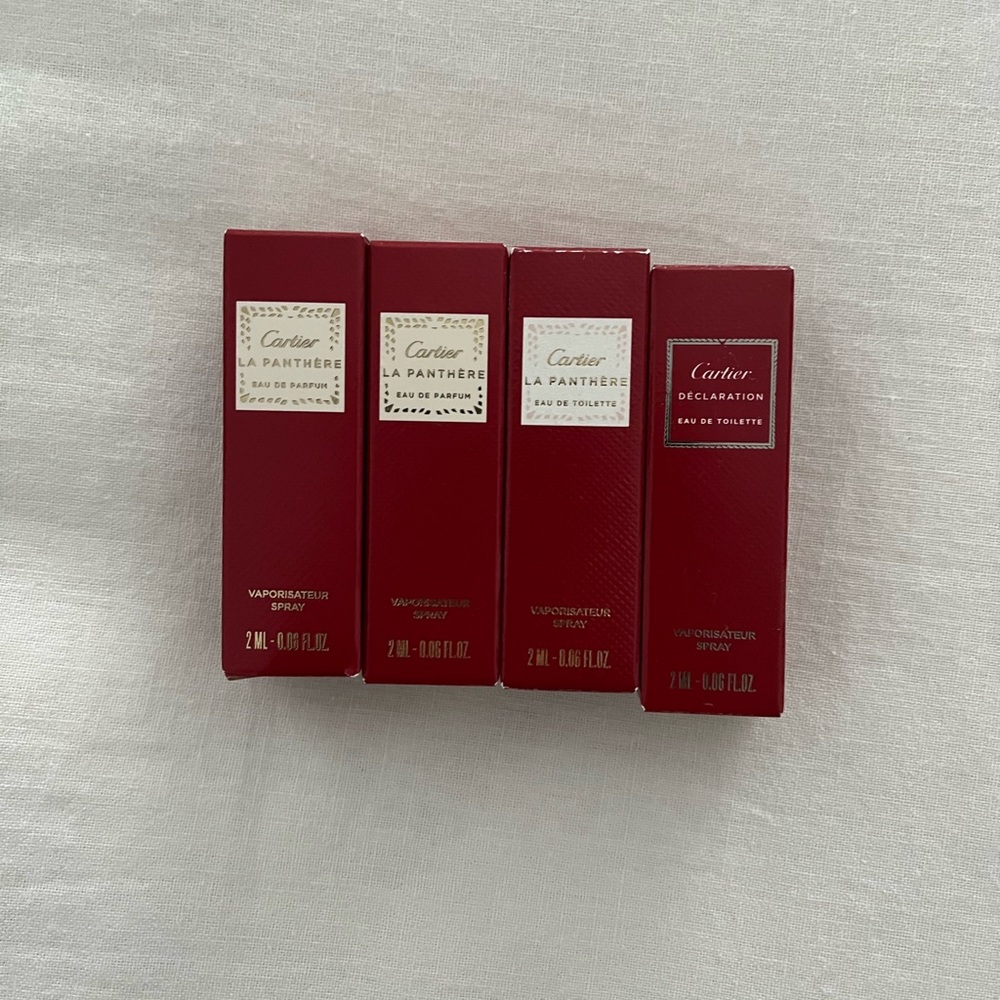 Cartier
LA PANTHÈRE
EAU DE PARFUM
VAPORISATEUR
SPRAY
2 ML - 0.06 FL.OZ.
Cartier
LA PANTHÈRE
EAU DE PARFUM
VAPORISATEUR
SPRAY
2 ML - 0.06 FL.OZ.
Cartier
LA PANTHÈRE
EAU DE TOILETTE
VAPORISATEUR
SPRAY
2 ML - 0.06 FL.OZ.
Cartier
DÉCLARATION
EAU DE TOILETTE
VAPORISATEUR
SPRAY
2 ML - 0.06 FL.OZ.